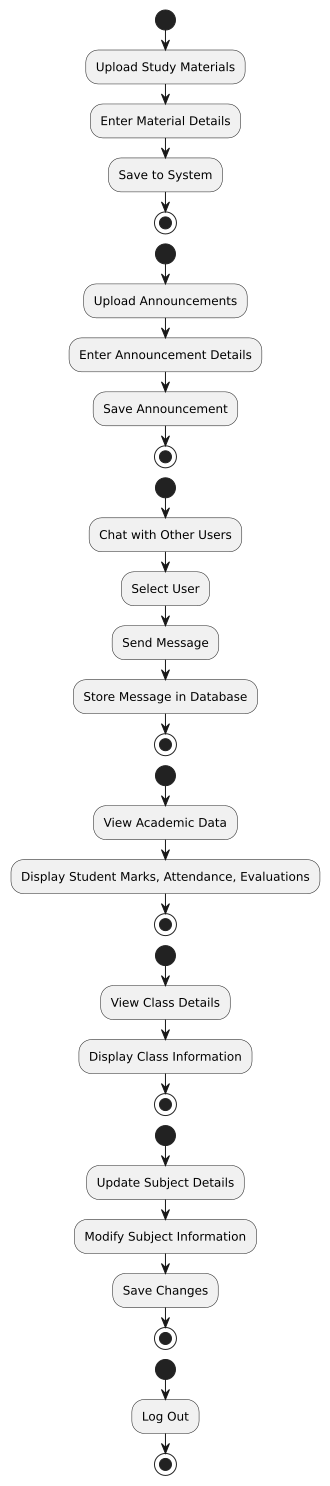 Upload Study Materials
Enter Material Details
Save to System
Upload Announcements
Enter Announcement Details
Save Announcement
Chat with Other Users
Select User
Send Message
Store Message in Database
View Academic Data
Display Student Marks, Attendance, Evaluations
View Class Details
Display Class Information
Update Subject Details
Modify Subject Information
Save Changes
Log Out